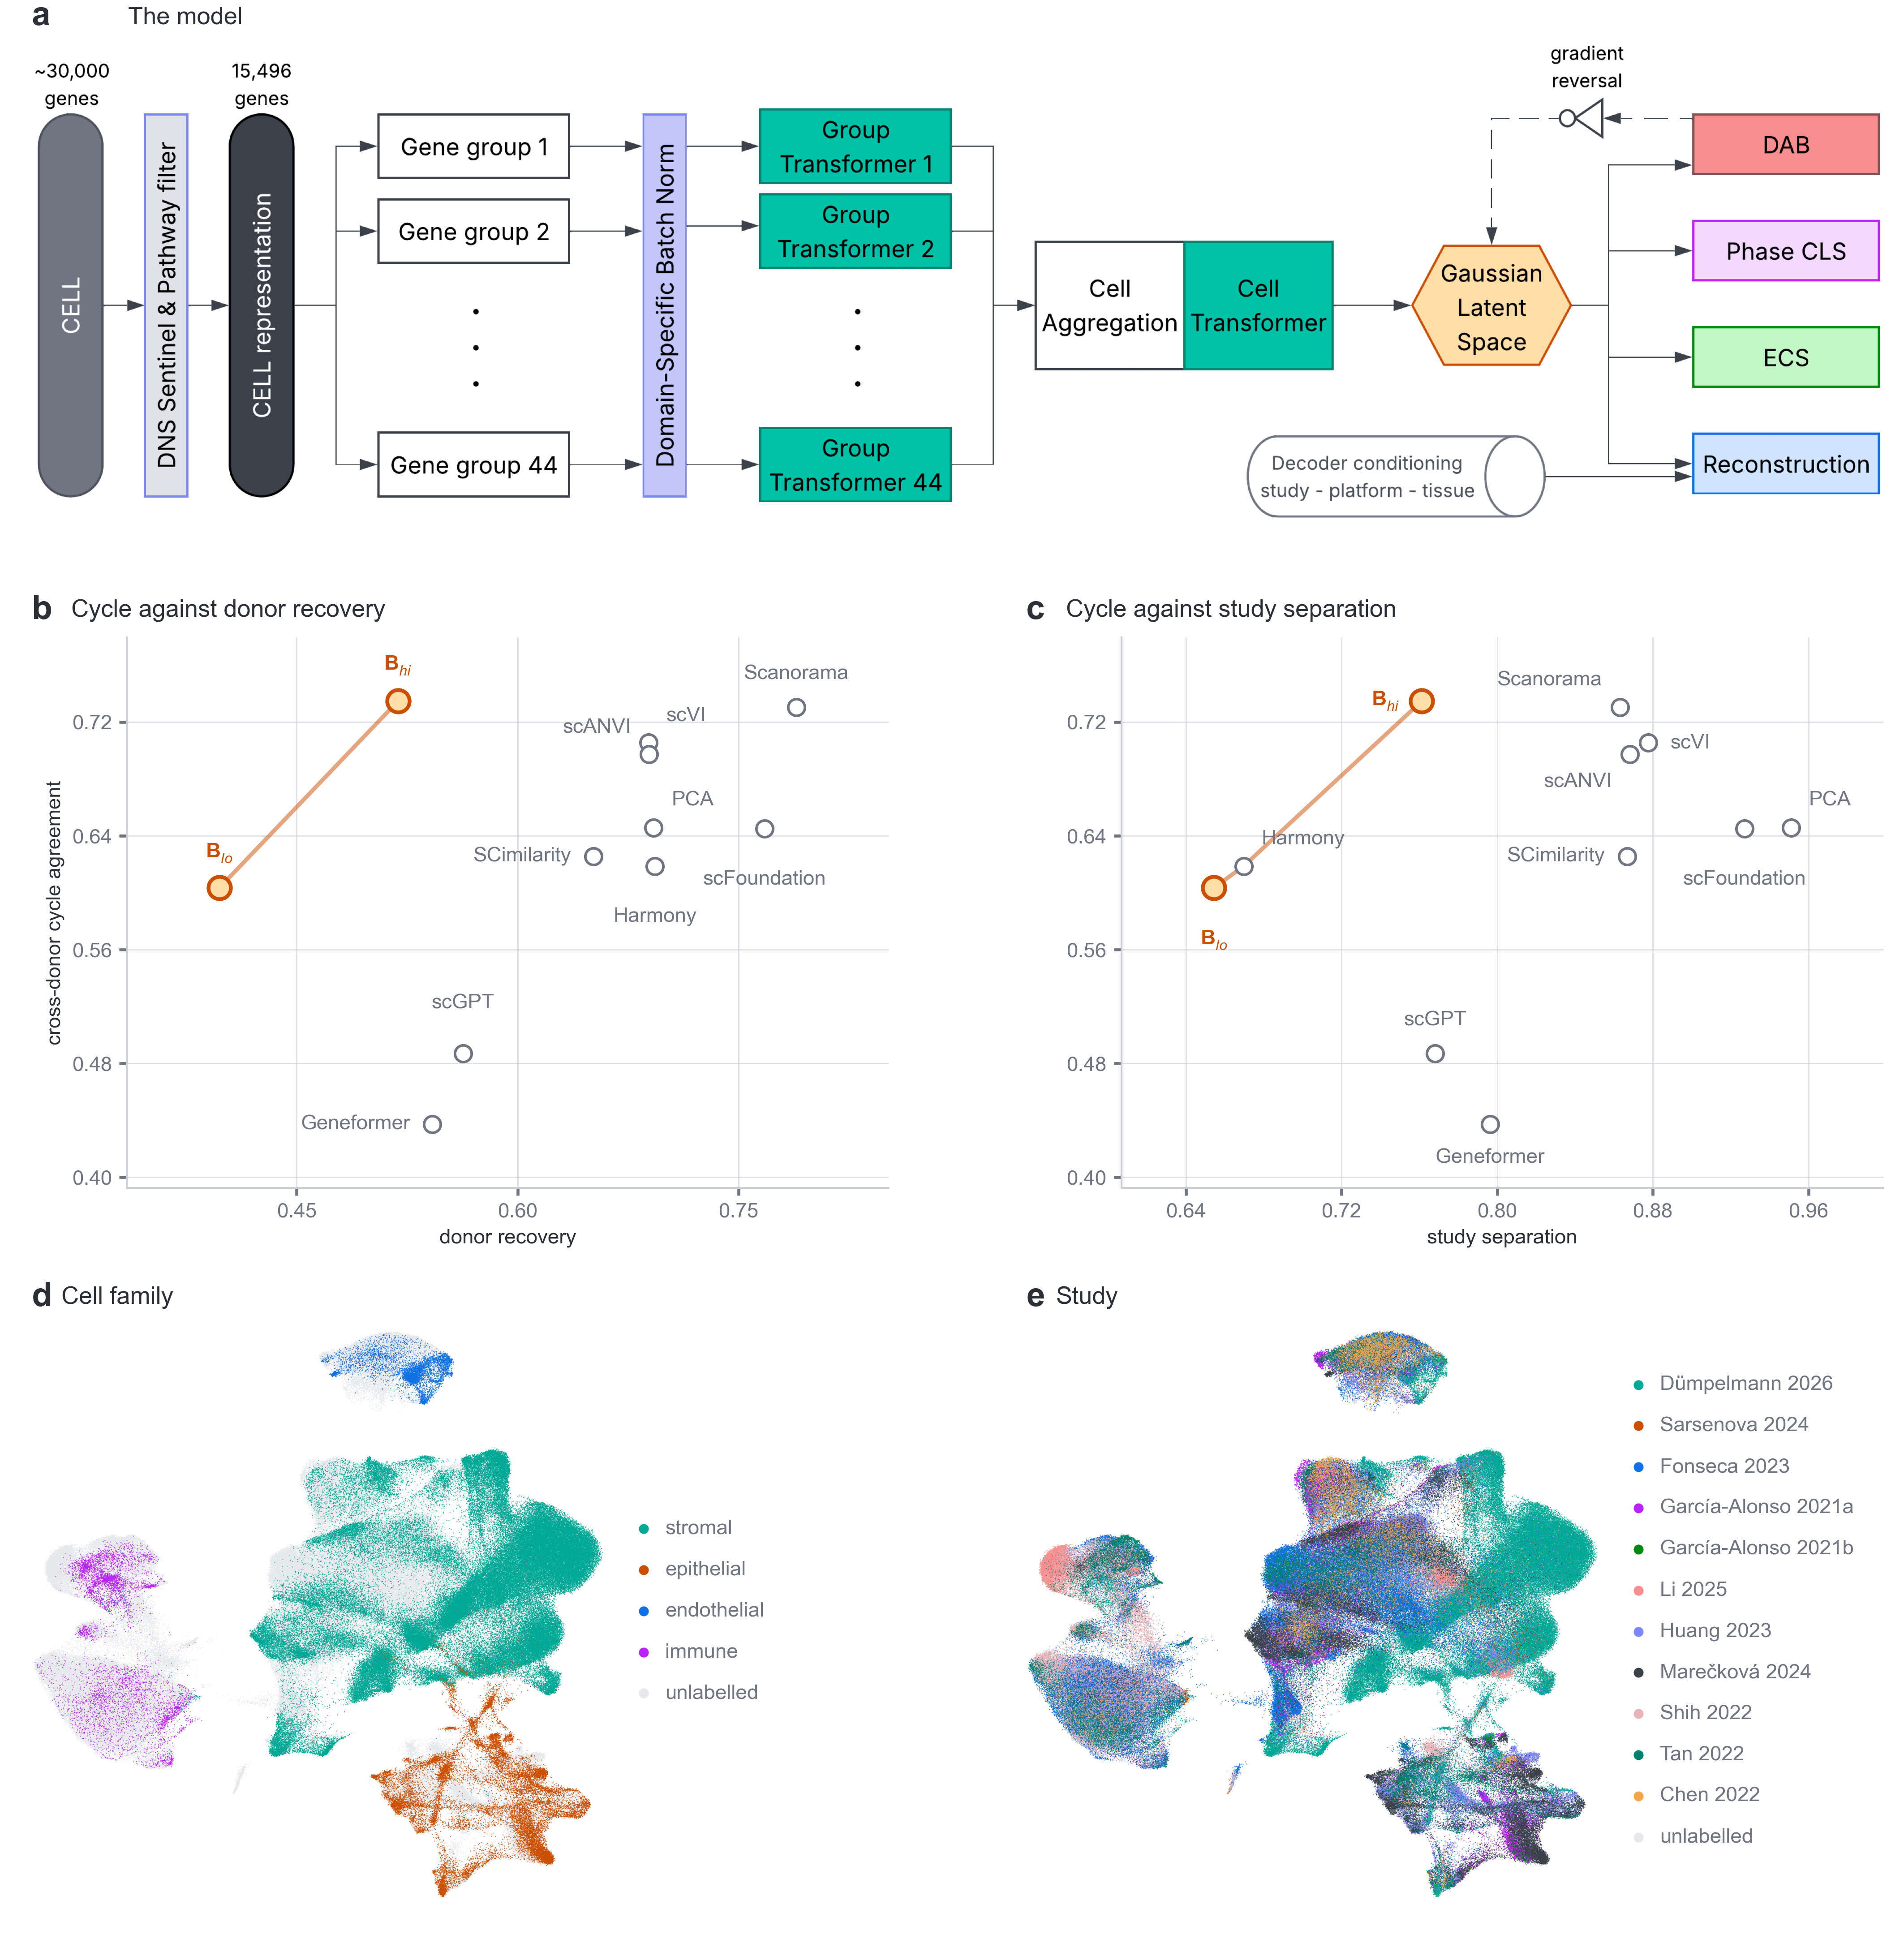 a
The model
~30,000
genes
15,496
genes
CELL
DNS Sentinel & Pathway filter
CELL representation
Gene group 1
Gene group 2
Gene group 44
Domain-Specific Batch Norm
Group
Transformer 1
Group
Transformer 2
Group
Transformer 44
Cell
Aggregation
Cell
Transformer
Gaussian
Latent
Space
gradient
reversal
DAB
Phase CLS
ECS
Reconstruction
Decoder conditioning
study - platform - tissue
b
Cycle against donor recovery
cross-donor cycle agreement
0.72
0.64
0.56
0.48
0.40
Bhi
Blo
Scanorama
scVI
scANVI
PCA
SCimilarity
scFoundation
Harmony
scGPT
Geneformer
0.45
0.60
0.75
donor recovery
c
Cycle against study separation
0.72
0.64
0.56
0.48
0.40
Scanorama
Bhi
scVI
scANVI
PCA
Harmony
SCimilarity
scFoundation
Blo
scGPT
Geneformer
0.64
0.72
0.80
0.88
0.96
study separation
d
Cell family
stromal
epithelial
endothelial
immune
unlabelled
e
Study
Dümpelmann 2026
Sarsenova 2024
Fonseca 2023
García-Alonso 2021a
García-Alonso 2021b
Li 2025
Huang 2023
Marečková 2024
Shih 2022
Tan 2022
Chen 2022
unlabelled